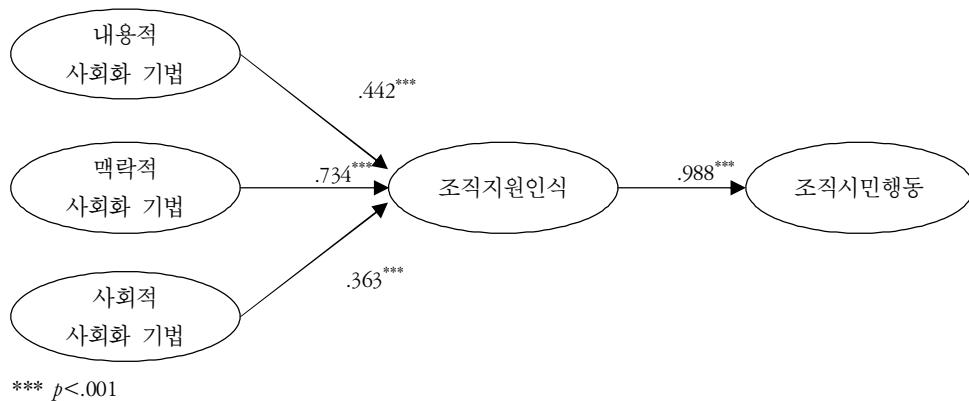 내용적
사회화 기법
.442***
맥락적
사회화 기법
.734***
조직지원인식
.988***
조직시민행동
.363***
사회적
사회화 기법
*** p<.001